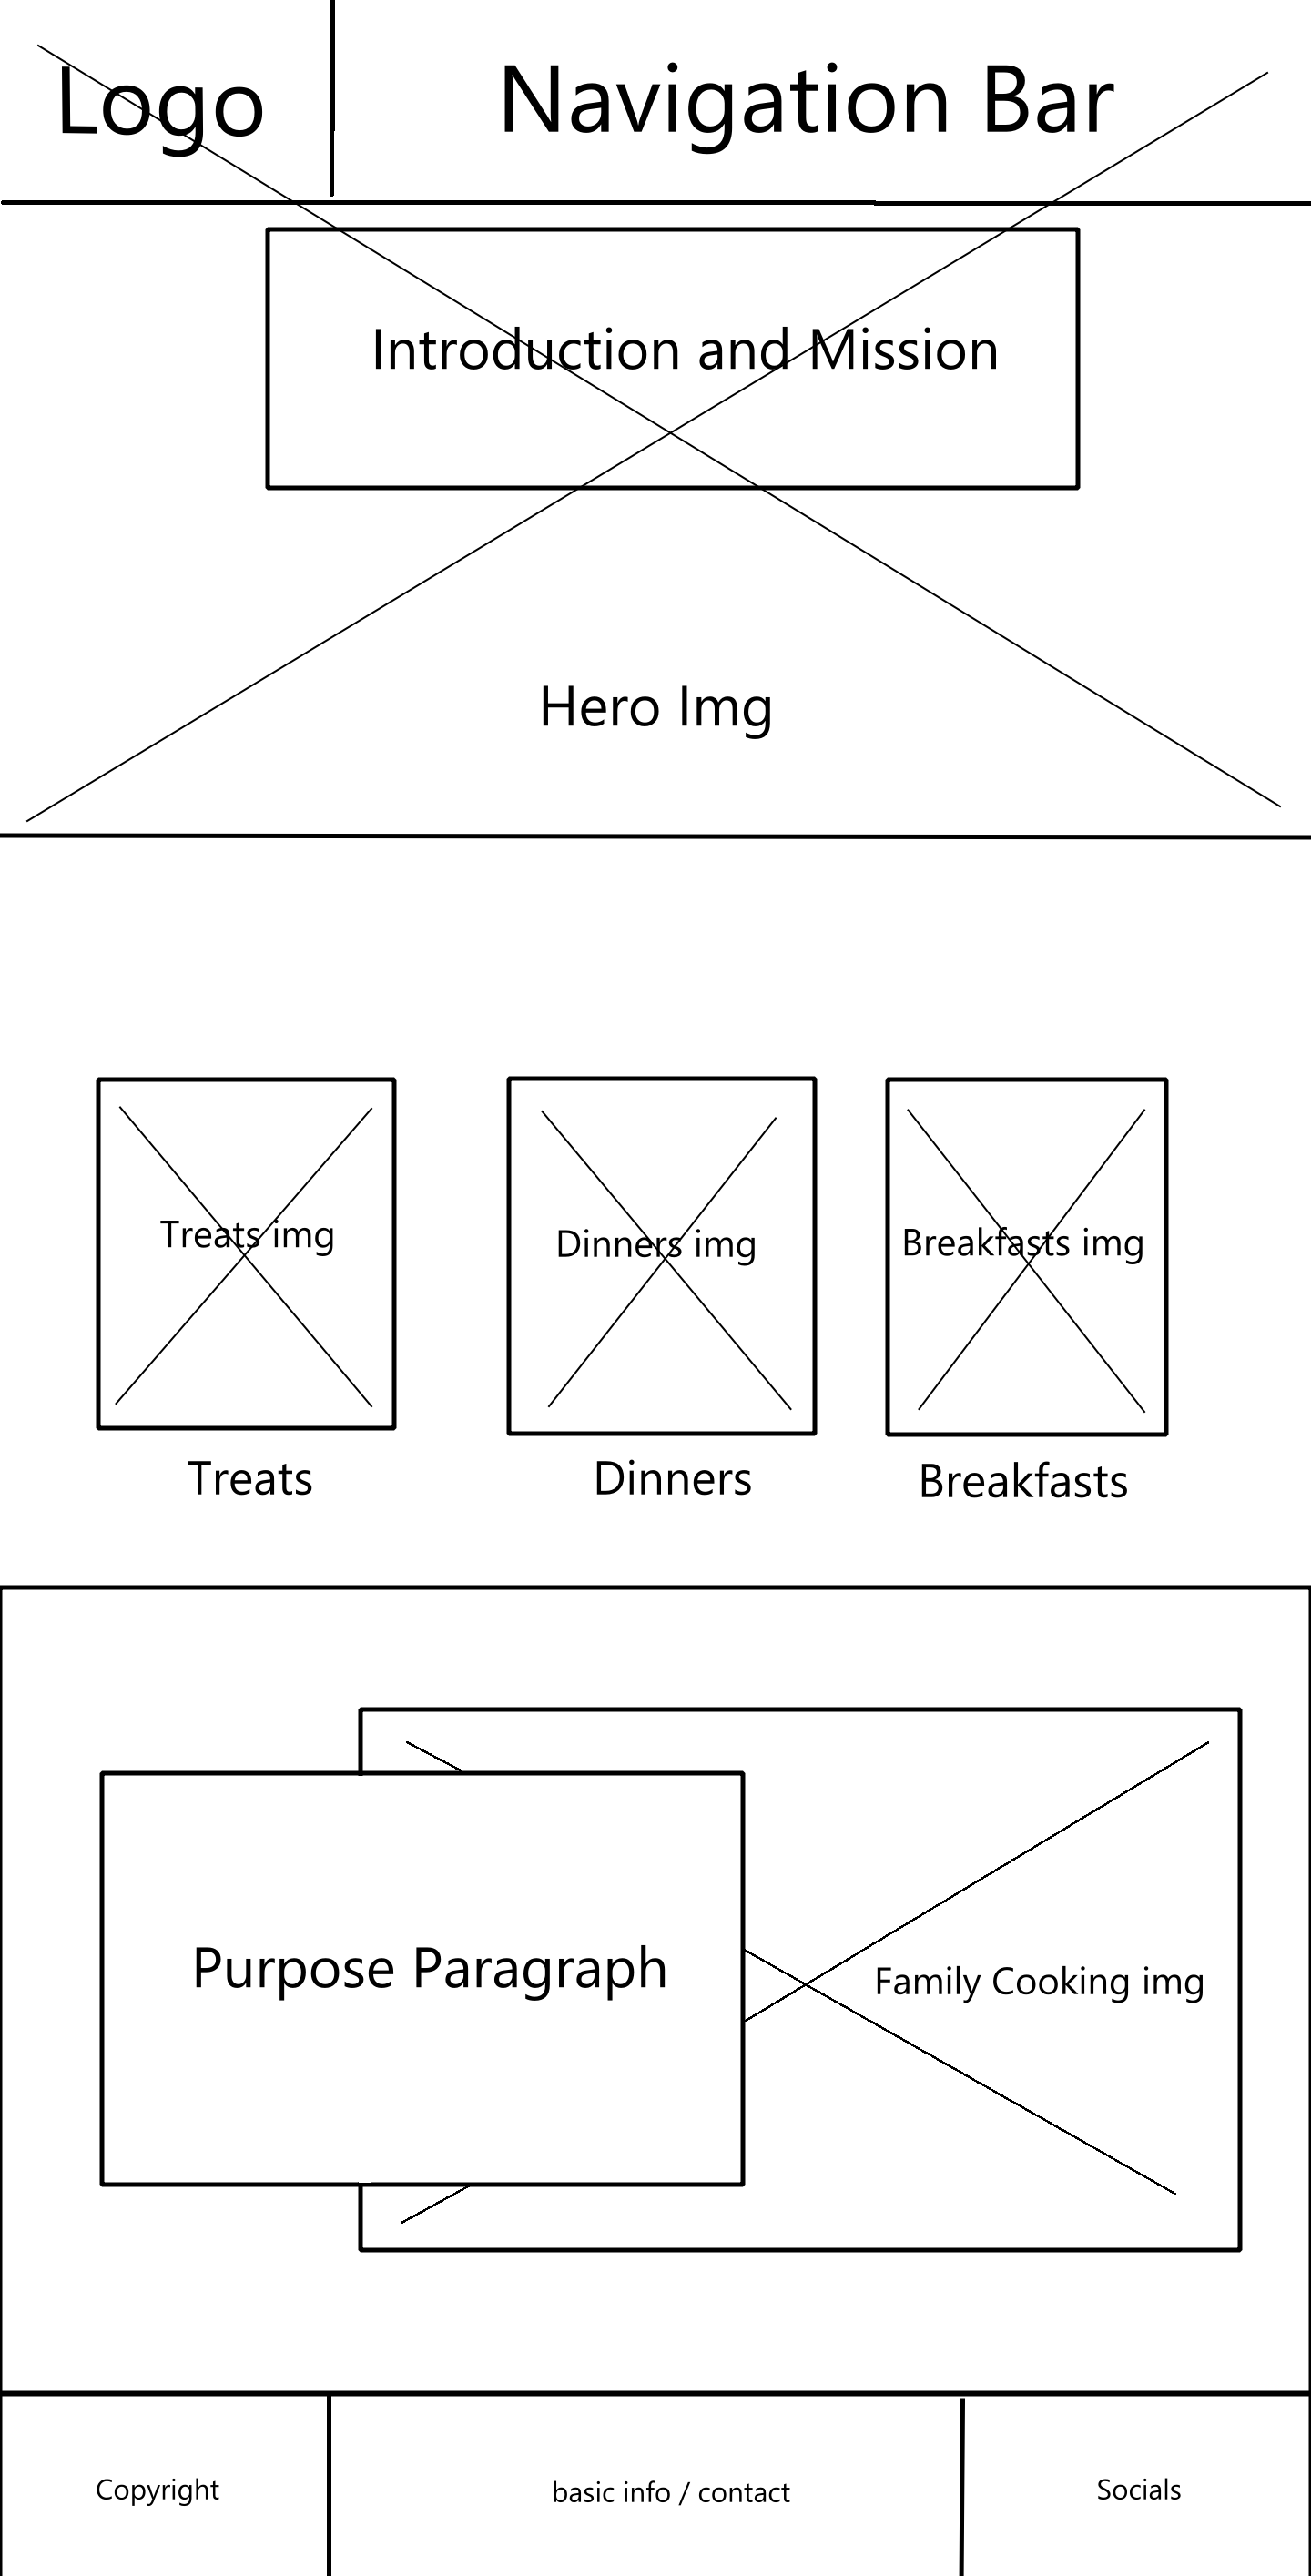 Logo
Navigation Bar
Introduction and Mission
Hero Img
Treats img
Dinners img
Breakfasts img
Treats
Dinners
Breakfasts
Purpose Paragraph
Family Cooking img
Copyright
basic info / contact
Socials